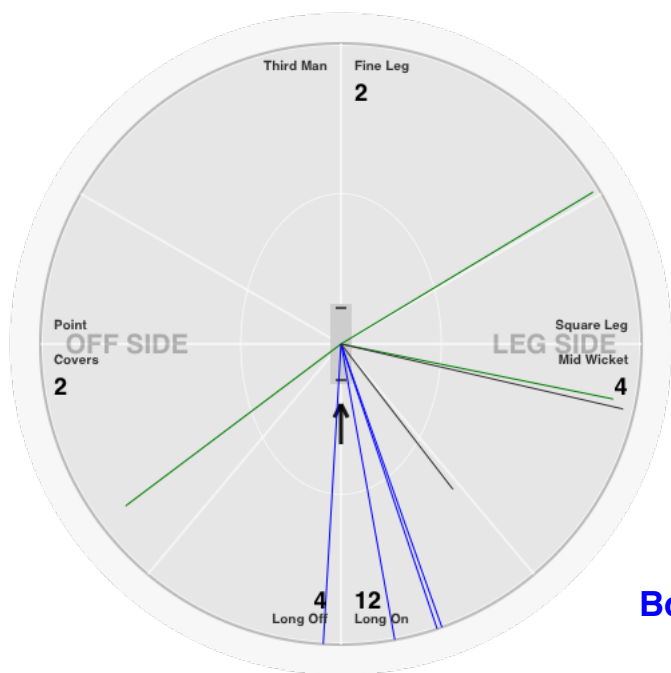 Third Man Fine Leg
2
Point Square Leg
OFF SIDE LEG SIDE
Covers Mid Wicket
2 4
4 12
Long Off Long On